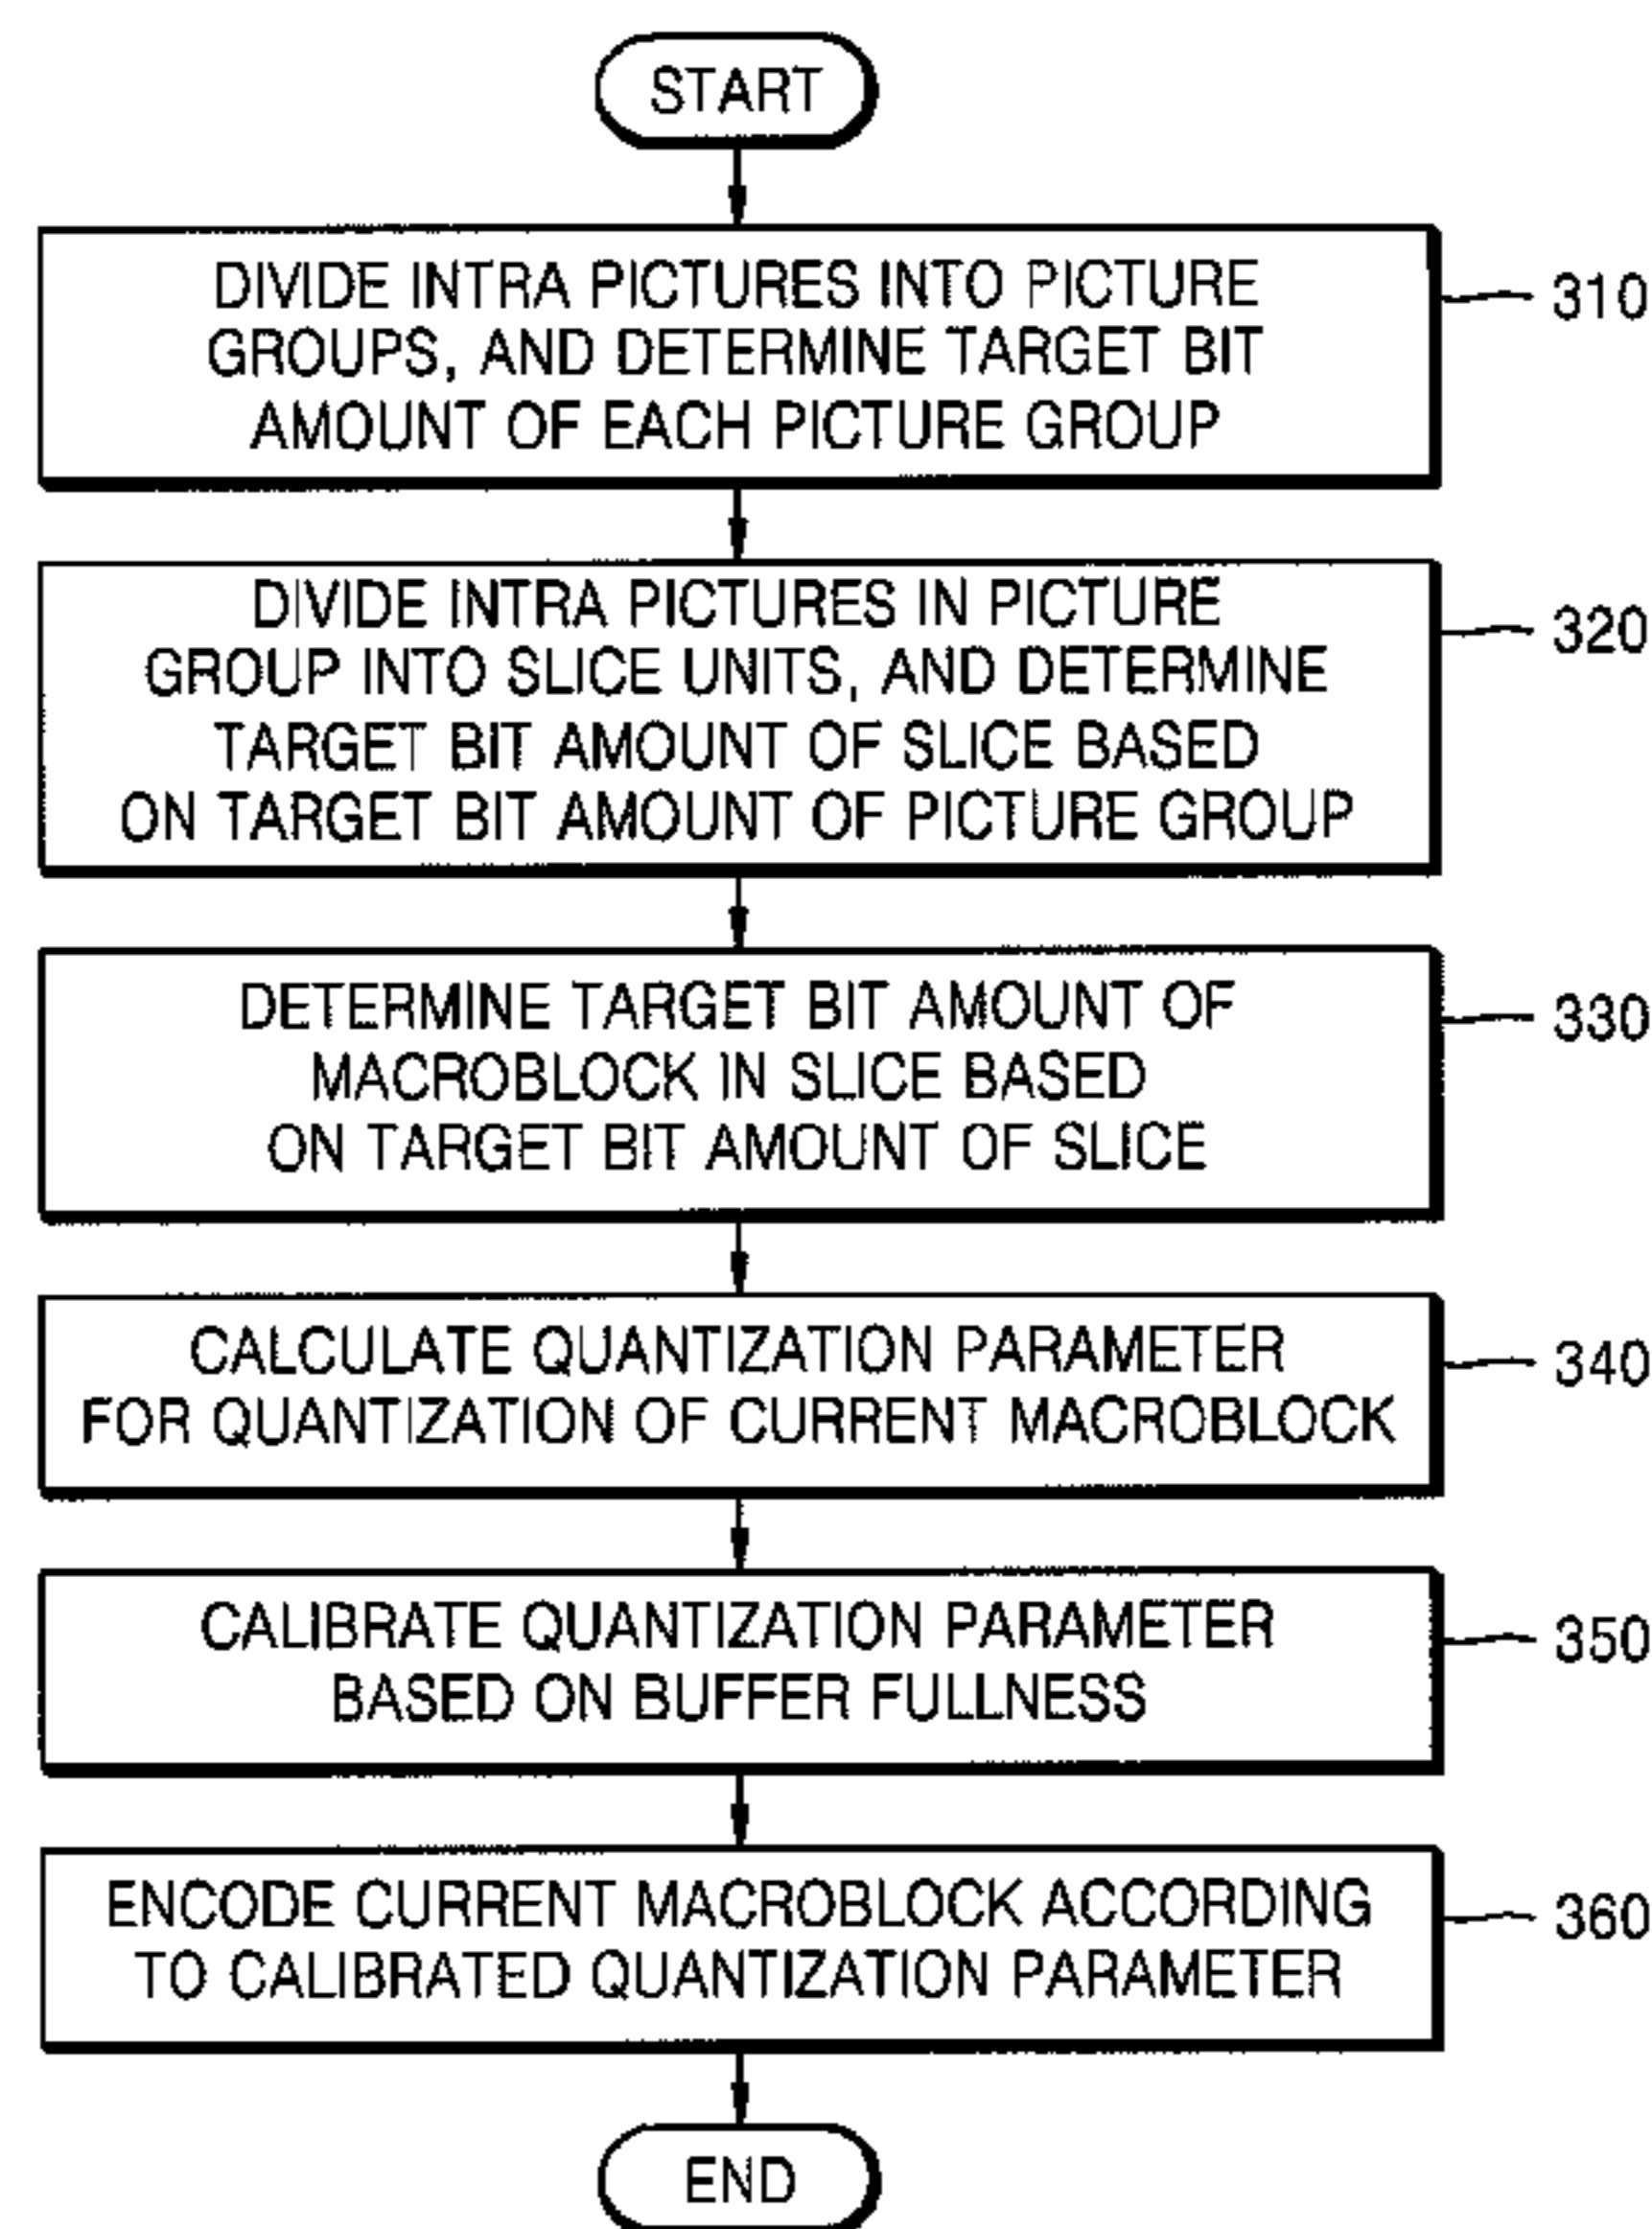 START
DIVIDE INTRA PICTURES INTO PICTURE
GROUPS, AND DETERMINE TARGET BIT
AMOUNT OF EACH PICTURE GROUP
310
DIVIDE INTRA PICTURES IN PICTURE
GROUP INTO SLICE UNITS, AND DETERMINE
TARGET BIT AMOUNT OF SLICE BASED
ON TARGET BIT AMOUNT OF PICTURE GROUP
320
DETERMINE TARGET BIT AMOUNT OF
MACROBLOCK IN SLICE BASED
ON TARGET BIT AMOUNT OF SLICE
330
CALCULATE QUANTIZATION PARAMETER
FOR QUANTIZATION OF CURRENT MACROBLOCK
340
CALIBRATE QUANTIZATION PARAMETER
BASED ON BUFFER FULLNESS
350
ENCODE CURRENT MACROBLOCK ACCORDING
TO CALIBRATED QUANTIZATION PARAMETER
360
END